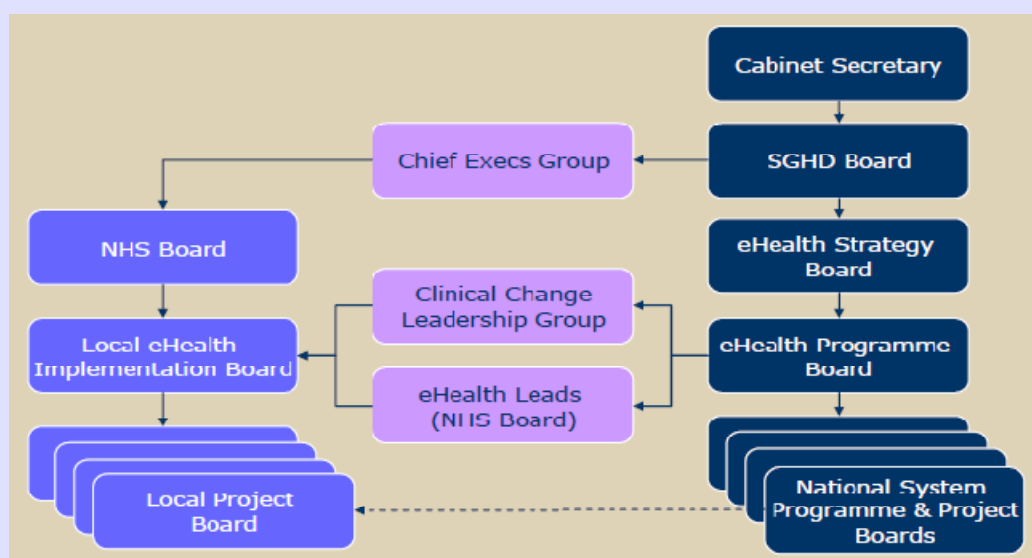 Cabinet Secretary
Chief Execs Group
SGHD Board
NHS Board
eHealth Strategy
Board
Clinical Change
Leadership Group
Local eHealth
Implementation Board
eHealth Programme
Board
eHealth Leads
(NHS Board)
Local Project
Board
National System
Programme & Project
Boards